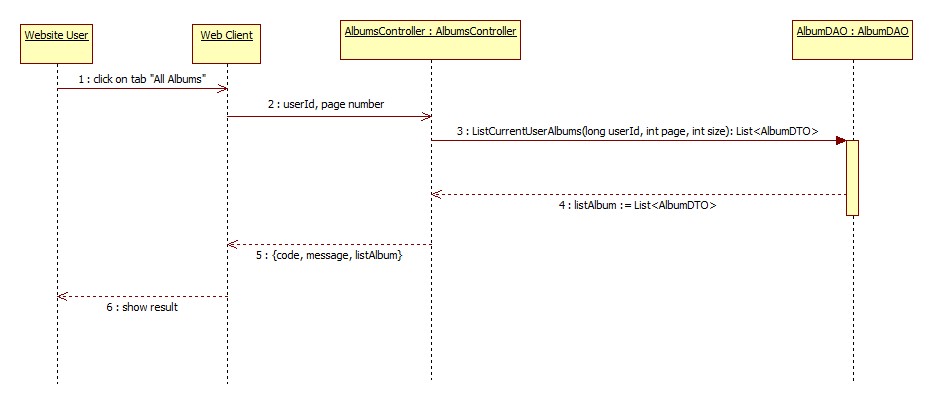 Website User
Web Client
AlbumsController : AlbumsController
AlbumDAO : AlbumDAO
1 : click on tab "All Albums"
2 : userId, page number
3 : ListCurrentUserAlbums(long userId, int page, int size): List<AlbumDTO>
4 : listAlbum := List<AlbumDTO>
5 : {code, message, listAlbum}
6 : show result